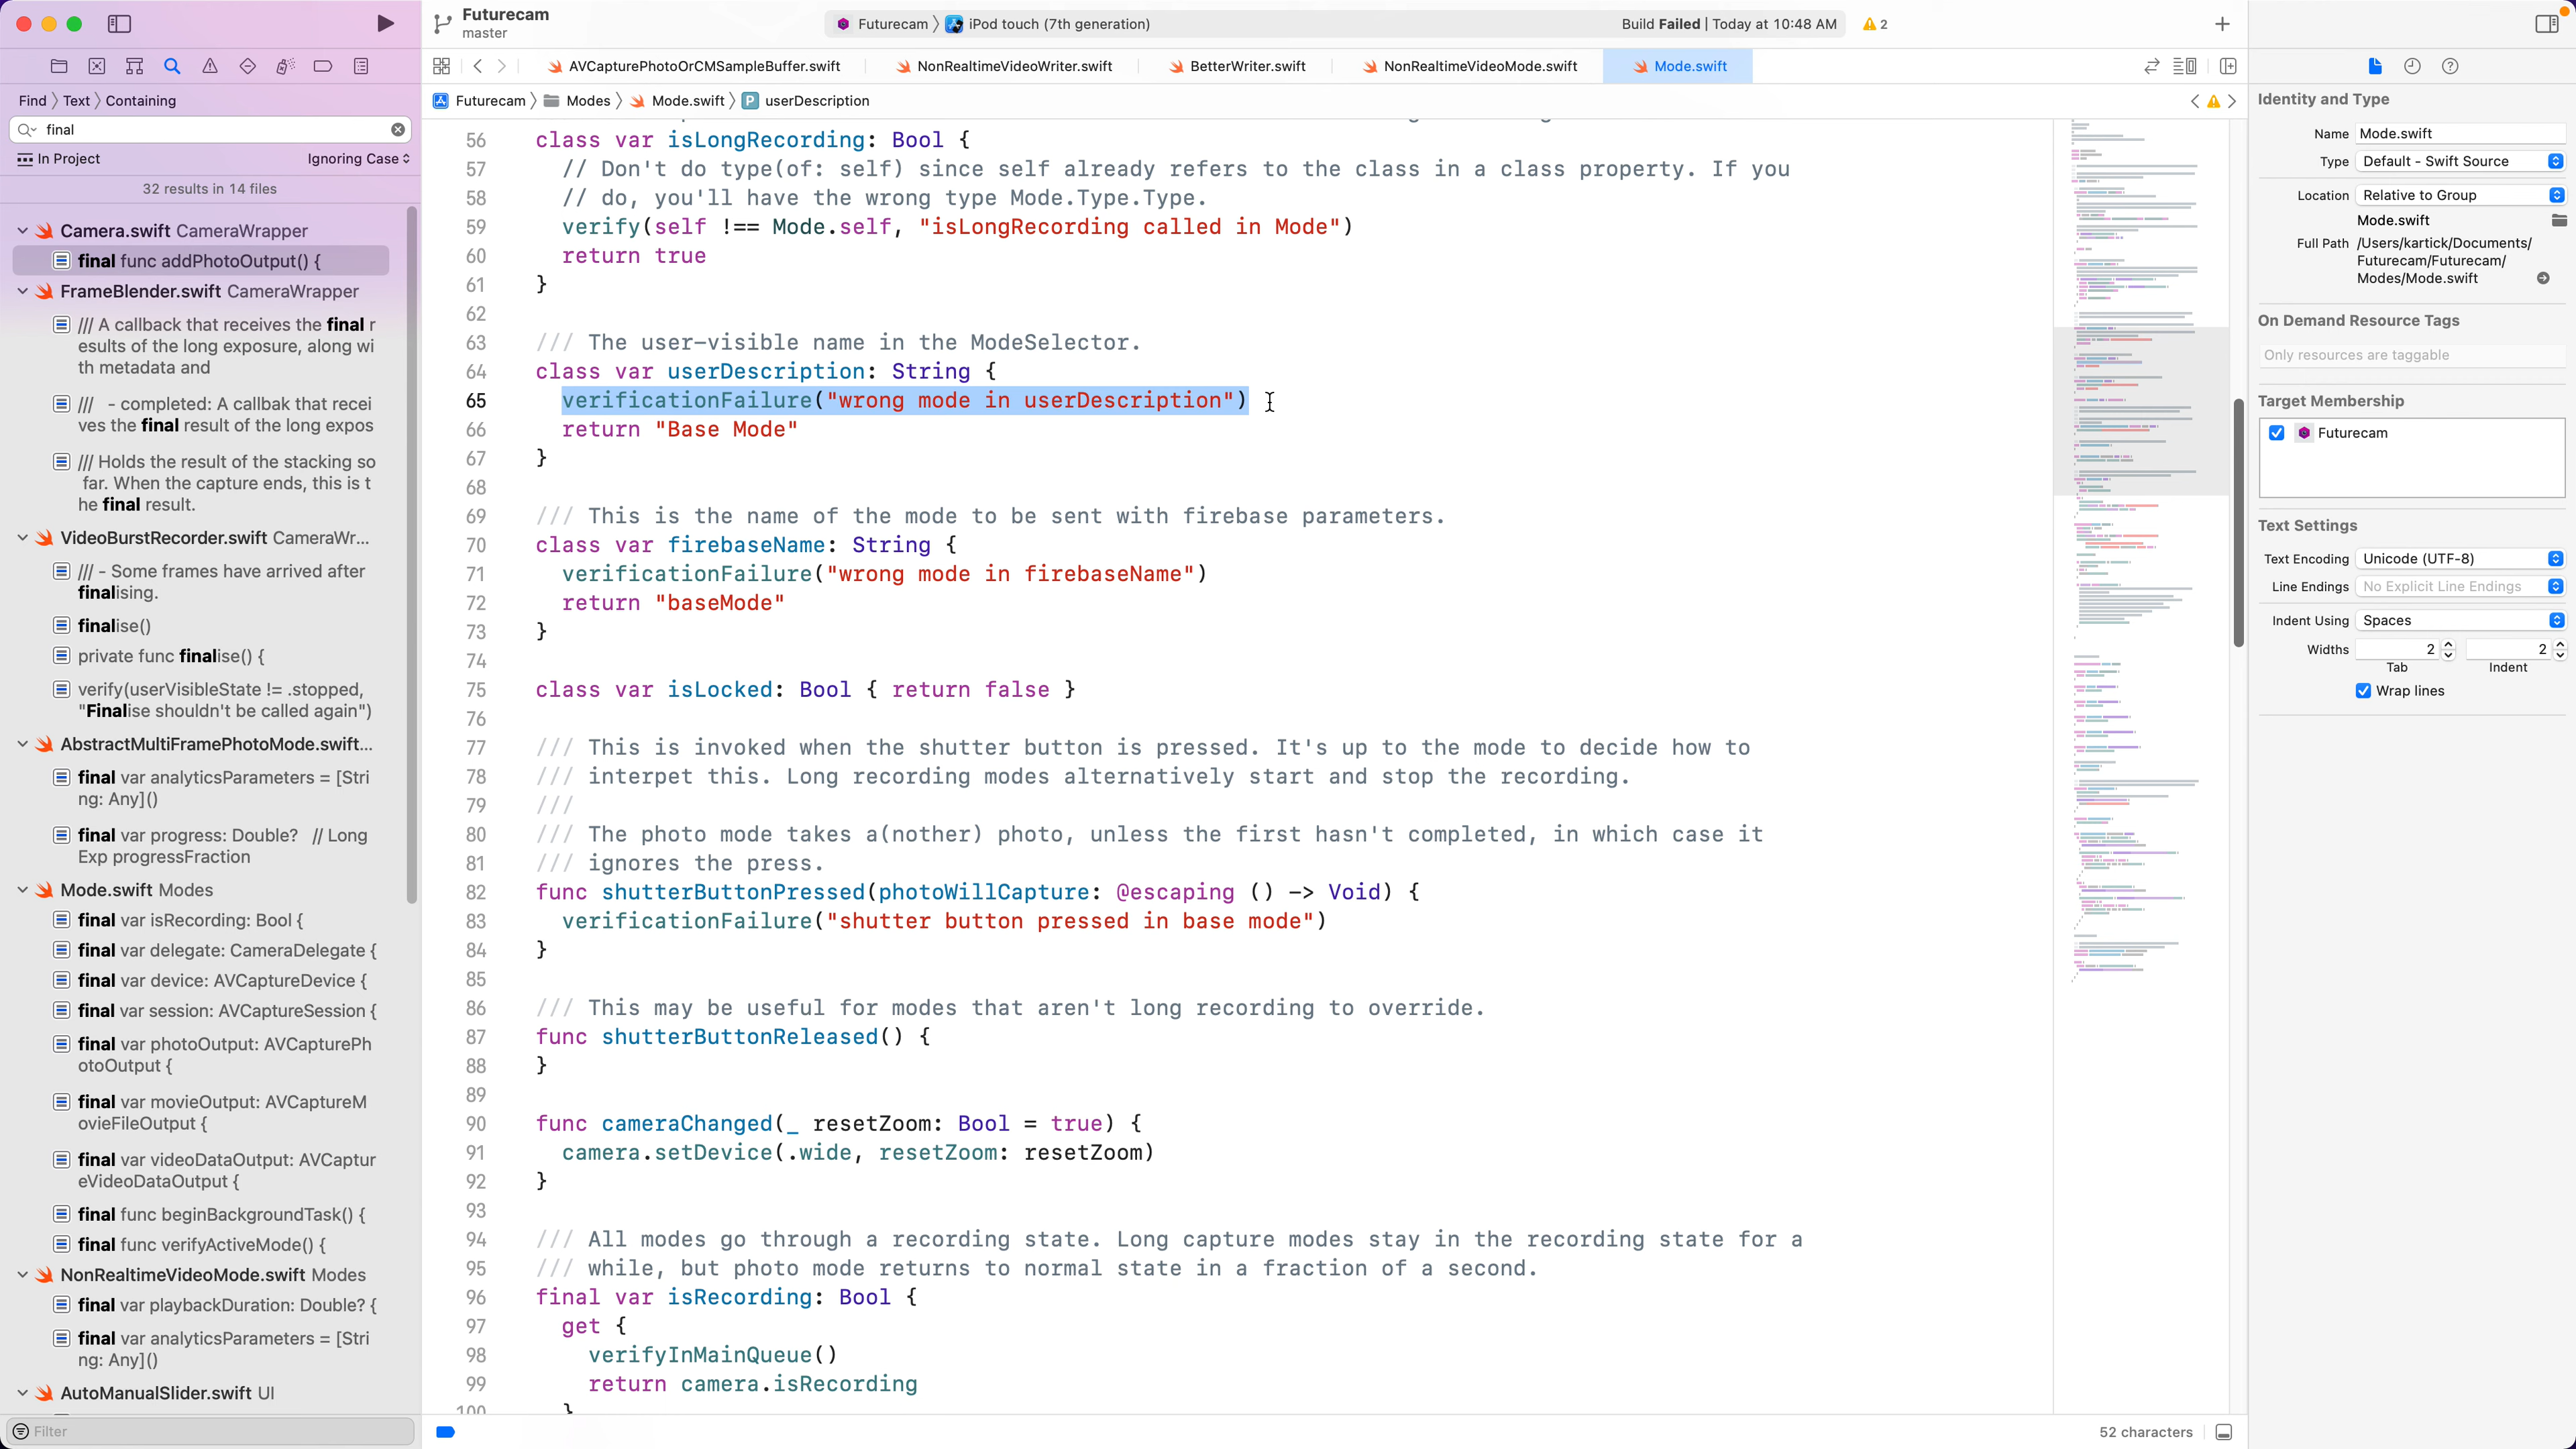 Futurecam
master
Futurecam
iPod touch (7th generation)
Build Failed | Today at 10:48 AM
2
AVCapturePhotoOrCMSampleBuffer.swift
NonRealtimeVideoWriter.swift
BetterWriter.swift
NonRealtimeVideoMode.swift
Mode.swift
Find Text Containing
final
In Project
Ignoring Case
32 results in 14 files
Camera.swift CameraWrapper
final func addPhotoOutput() {
FrameBlender.swift CameraWrapper
/// A callback that receives the final r
esults of the long exposure, along wi
th metadata and
/// - completed: A callbak that recei
ves the final result of the long expos
/// Holds the result of the stacking so
far. When the capture ends, this is t
he final result.
VideoBurstRecorder.swift CameraWr...
/// - Some frames have arrived after
finalising.
finalise()
private func finalise() {
verify(userVisibleState != .stopped,
"Finalise shouldn't be called again")
AbstractMultiFramePhotoMode.swift...
final var analyticsParameters = [Stri
ng: Any]()
final var progress: Double? // Long
Exp progressFraction
Mode.swift Modes
final var isRecording: Bool {
final var delegate: CameraDelegate {
final var device: AVCaptureDevice {
final var session: AVCaptureSession {
final var photoOutput: AVCapturePh
otoOutput {
final var movieOutput: AVCaptureM
ovieFileOutput {
final var videoDataOutput: AVCaptur
eVideoDataOutput {
final func beginBackgroundTask() {
final func verifyActiveMode() {
NonRealtimeVideoMode.swift Modes
final var playbackDuration: Double? {
final var analyticsParameters = [Stri
ng: Any]()
AutoManualSlider.swift UI
Filter
Futurecam Modes Mode.swift P userDescription
56 class var isLongRecording: Bool {
57 // Don't do type(of: self) since self already refers to the class in a class property. If you
58 // do, you'll have the wrong type Mode.Type.Type.
59 verify(self !== Mode.self, "isLongRecording called in Mode")
60 return true
61 }
62
63 /// The user-visible name in the ModeSelector.
64 class var userDescription: String {
65 verificationFailure("wrong mode in userDescription")
66 return "Base Mode"
67 }
68
69 /// This is the name of the mode to be sent with firebase parameters.
70 class var firebaseName: String {
71 verificationFailure("wrong mode in firebaseName")
72 return "baseMode"
73 }
74
75 class var isLocked: Bool { return false }
76
77 /// This is invoked when the shutter button is pressed. It's up to the mode to decide how to
78 /// interpet this. Long recording modes alternatively start and stop the recording.
79 ///
80 /// The photo mode takes a(nother) photo, unless the first hasn't completed, in which case it
81 /// ignores the press.
82 func shutterButtonPressed(photoWillCapture: @escaping () -> Void) {
83 verificationFailure("shutter button pressed in base mode")
84 }
85
86 /// This may be useful for modes that aren't long recording to override.
87 func shutterButtonReleased() {
88 }
89
90 func cameraChanged(_ resetZoom: Bool = true) {
91 camera.setDevice(.wide, resetZoom: resetZoom)
92 }
93
94 /// All modes go through a recording state. Long capture modes stay in the recording state for a
95 /// while, but photo mode returns to normal state in a fraction of a second.
96 final var isRecording: Bool {
97 get {
98 verifyInMainQueue()
99 return camera.isRecording
100 }
52 characters
Identity and Type
Name Mode.swift
Type Default - Swift Source
Location Relative to Group
Mode.swift
Full Path /Users/kartick/Documents/
Futurecam/Futurecam/
Modes/Mode.swift
On Demand Resource Tags
Only resources are taggable
Target Membership
Futurecam
Text Settings
Text Encoding Unicode (UTF-8)
Line Endings No Explicit Line Endings
Indent Using Spaces
Widths 2 2
Tab Indent
Wrap lines